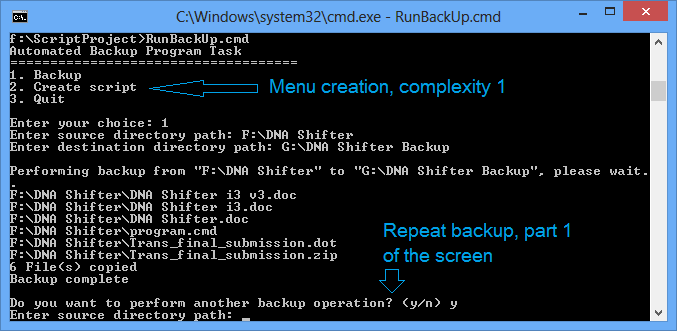 C:\Windows\system32\cmd.exe - RunBackUp.cmd
f:\ScriptProject>RunBackUp.cmd
Automated Backup Program Task
====================================
1. Backup
2. Create script
3. Quit
Menu creation, complexity 1
Enter your choice: 1
Enter source directory path: F:\DNA Shifter
Enter destination directory path: G:\DNA Shifter Backup
Performing backup from "F:\DNA Shifter" to "G:\DNA Shifter Backup", please wait.
.
F:\DNA Shifter\DNA Shifter i3 v3.doc
F:\DNA Shifter\DNA Shifter i3.doc
F:\DNA Shifter\DNA Shifter.doc
F:\DNA Shifter\program.cmd
F:\DNA Shifter\Trans_final_submission.dot
F:\DNA Shifter\Trans_final_submission.zip
6 File(s) copied
Backup complete
Repeat backup, part 1
of the screen
Do you want to perform another backup operation? (y/n) y
Enter source directory path: _